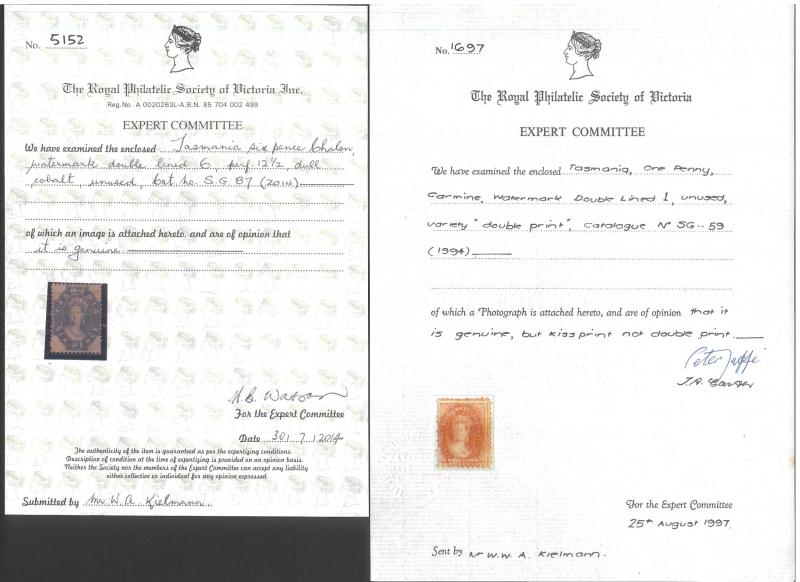 No. 5152
The Royal Philatelic Society of Victoria Inc.
Reg.No. A 0020263L-A.B.N. 85 704 002 499
EXPERT COMMITTEE
We have examined the enclosed Tasmania six pence Chalon,
watermark double lined 6, perf. 12½, dull
cobalt, unused, cat. no. S.G. 87 (2014)
of which an image is attached hereto, and are of opinion that
it is genuine
A.B. Watson
For the Expert Committee
Date 30 / 7 / 2014
The authenticity of the item is guaranteed as per the expertizing conditions.
Description of condition at the time of expertizing is provided an an opinion basis.
Neither the Society nor the members of the Expert Committee can accept any liability
either collective or individual for any opinion expressed.
Submitted by Mr W. A. Kielmann
No. 1697
The Royal Philatelic Society of Victoria
EXPERT COMMITTEE
We have examined the enclosed Tasmania, One Penny,
Carmine, Watermark Double Lined 1, unused,
variety "double print", Catalogue Nº SG.. 59
(1994)
of which a Photograph is attached hereto, and are of opinion that it
is genuine, but kiss print not double print.
Peter Jaffé
For the Expert Committee
25th August 1997.
Sent by Mr W. W. A. Kielmann.